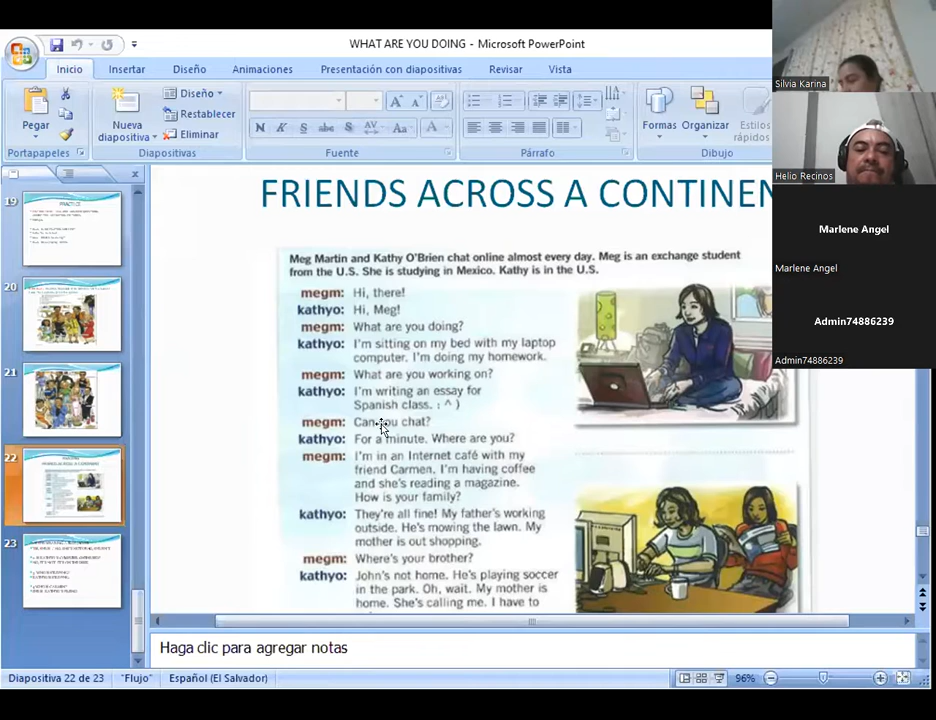 WHAT ARE YOU DOING - Microsoft PowerPoint
Inicio
Insertar
Diseño
Animaciones
Presentación con diapositivas
Revisar
Vista
Pegar
Portapapeles
Nueva
diapositiva
Diseño
Restablecer
Eliminar
Diapositivas
N K S abc AV Aa A
Fuente
Párrafo
Formas
Organizar
Estilos
rápidos
Dibujo
19
PRACTICE
20
21
22
23
FRIENDS ACROSS A CONTINEN
Meg Martin and Kathy O'Brien chat online almost every day. Meg is an exchange student
from the U.S. She is studying in Mexico. Kathy is in the U.S.
megm: Hi, there!
kathyo: Hi, Meg!
megm: What are you doing?
kathyo: I'm sitting on my bed with my laptop
computer. I'm doing my homework.
megm: What are you working on?
kathyo: I'm writing an essay for
Spanish class. : ^ )
megm: Can you chat?
kathyo: For a minute. Where are you?
megm: I'm in an Internet café with my
friend Carmen. I'm having coffee
and she's reading a magazine.
How is your family?
kathyo: They're all fine! My father's working
outside. He's mowing the lawn. My
mother is out shopping.
megm: Where's your brother?
kathyo: John's not home. He's playing soccer
in the park. Oh, wait. My mother is
home. She's calling me. I have to
Haga clic para agregar notas
Diapositiva 22 de 23
"Flujo"
Español (El Salvador)
96%
Silvia Karina
Helio Recinos
Marlene Angel
Marlene Angel
Admin74886239
Admin74886239